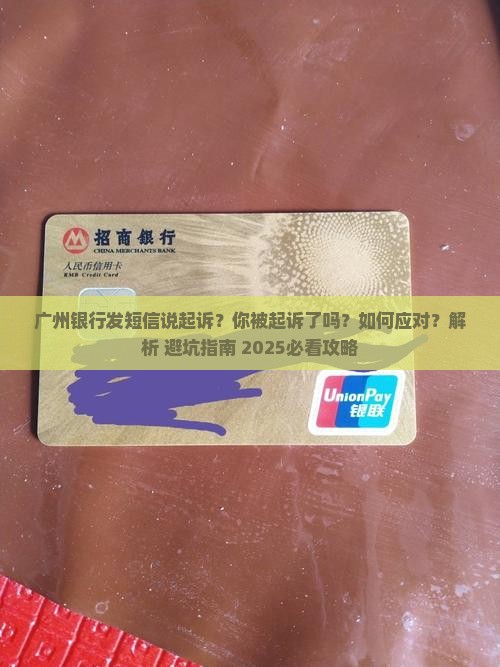 招商银行
CHINA MERCHANTS BANK
人民币信用卡
RMB Credit Card
广州银行发短信说起诉？你被起诉了吗？如何应对？解
析 避坑指南 2025必看攻略
UnionPay
银联